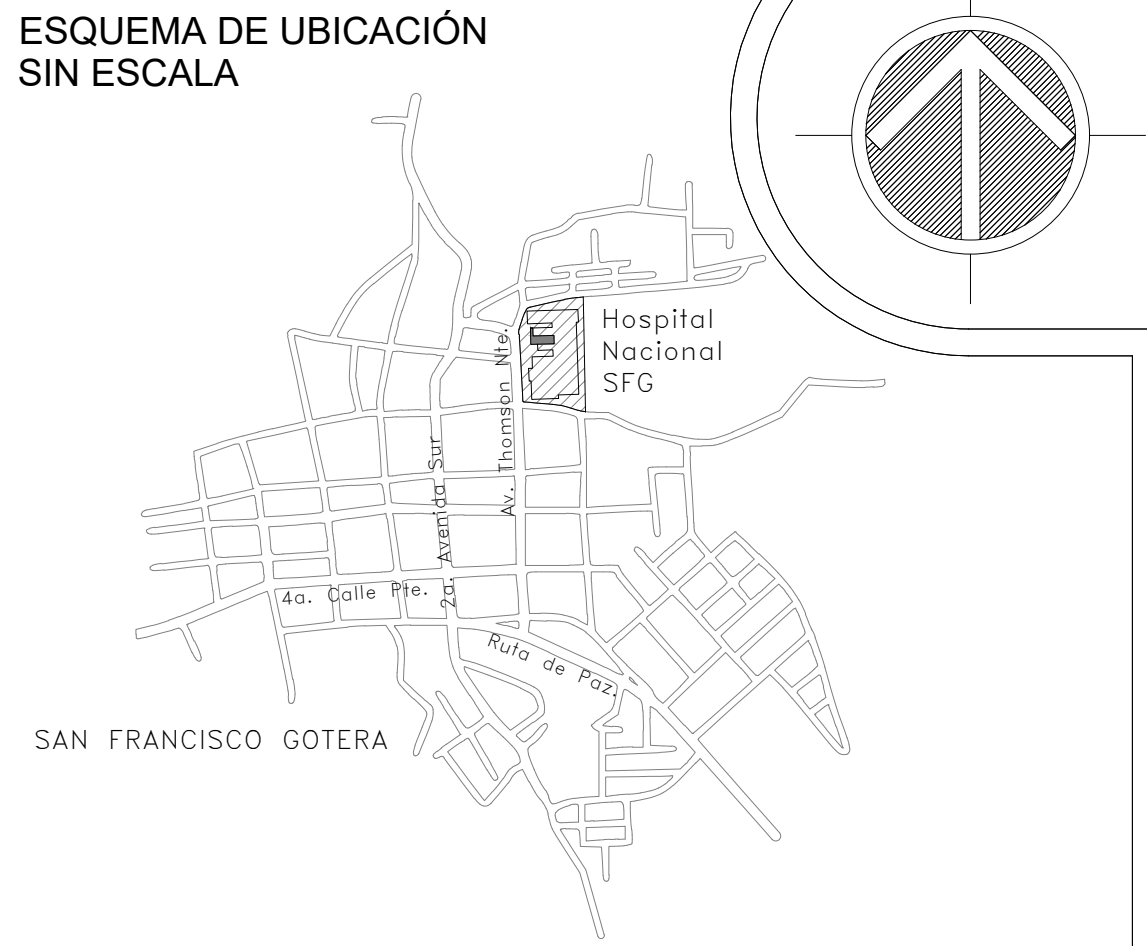 ESQUEMA DE UBICACIÓN
SIN ESCALA
Hospital
Nacional
SFG
Av. Thomson Nte.
2a. Avenida Sur
4a. Calle Pte.
Ruta de Paz.
SAN FRANCISCO GOTERA